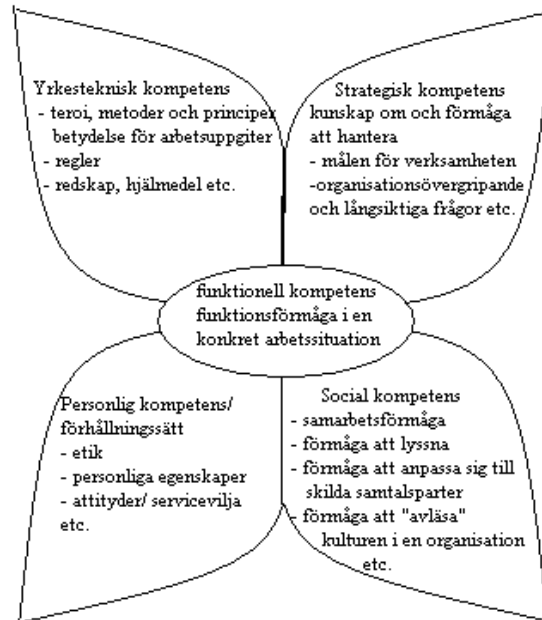 Yrkesteknisk kompetens
- teroi, metoder och principer
betydelse för arbetsuppgiter
- regler
- redskap, hjälmedel etc.
Strategisk kompetens
kunskap om och förmåga
att hantera
- målen för verksamheten
-organisationsövergripande
och långsiktiga frågor etc.
funktionell kompetens
funktionsförmåga i en
konkret arbetssituation
Personlig kompetens/
förhållningssätt
- etik
- personliga egenskaper
- attityder/ servicevilja
etc.
Social kompetens
- samarbetsförmåga
- förmåga att lyssna
- förmåga att anpassa sig till
skilda samtalsparter
- förmåga att "avläsa"
kulturen i en organisation
etc.